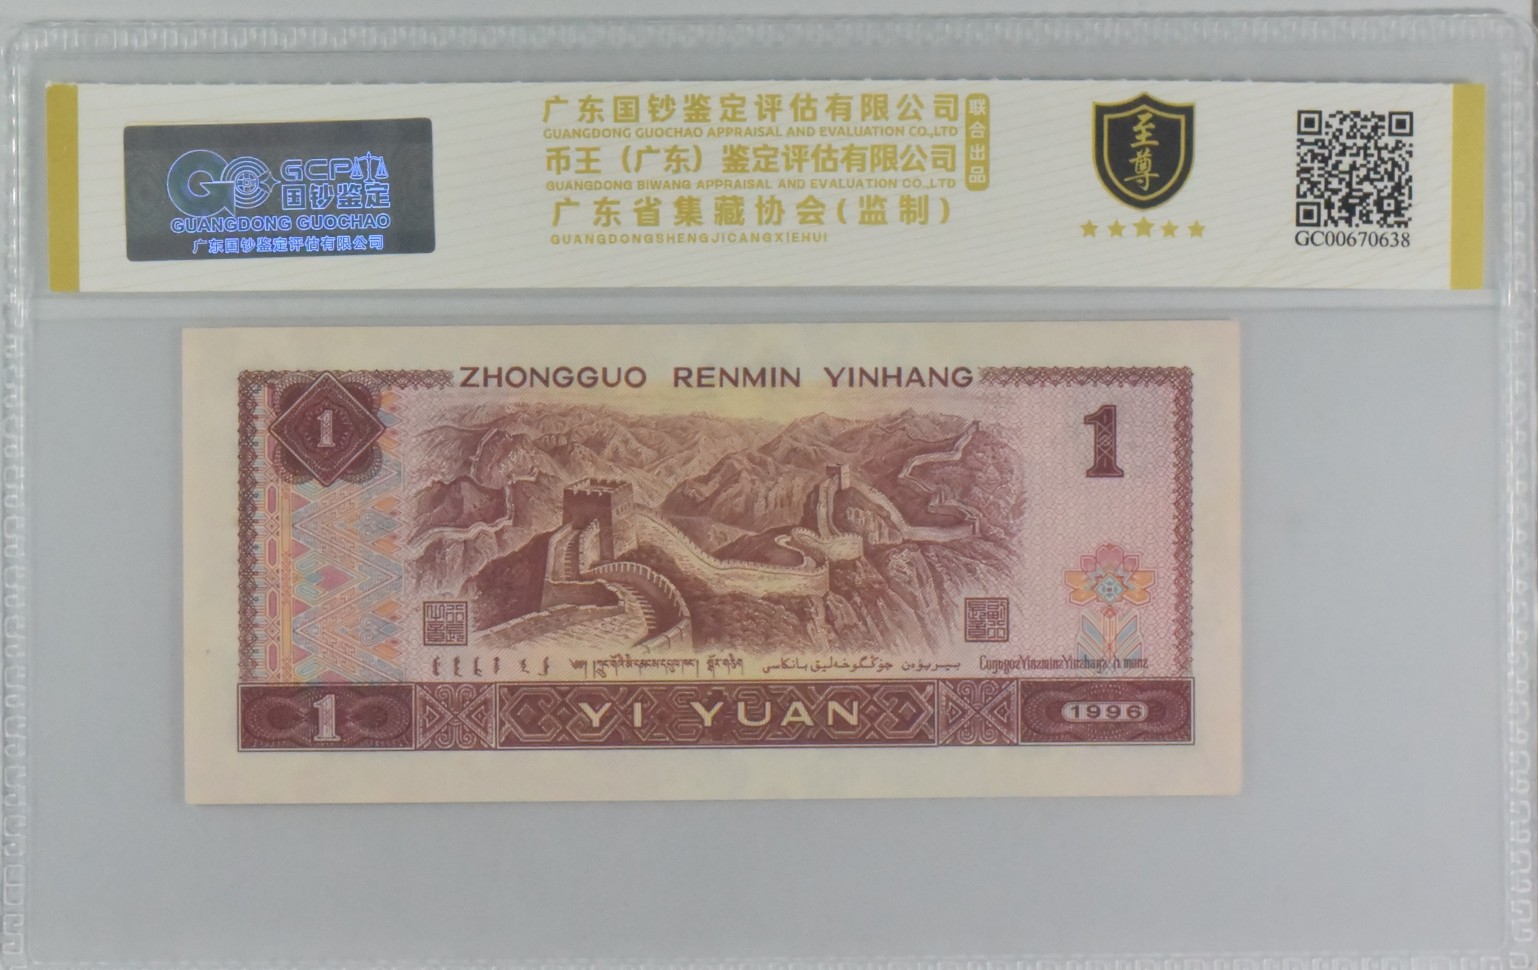 GCP
国钞鉴定
GUANGDONG GUOCHAO
广东国钞鉴定评估有限公司
广东国钞鉴定评估有限公司
GUANGDONG GUOCHAO APPRAISAL AND EVALUATION CO.,LTD
币王（广东）鉴定评估有限公司
GUANGDONG BIWANG APPRAISAL AND EVALUATION CO.,LTD
广东省集藏协会(监制)
GUANGDONGSHENGJICANGXIEHUI
联合出品
至尊
GC00670638
ZHONGGUO RENMIN YINHANG
1
1
YI YUAN
1
1996